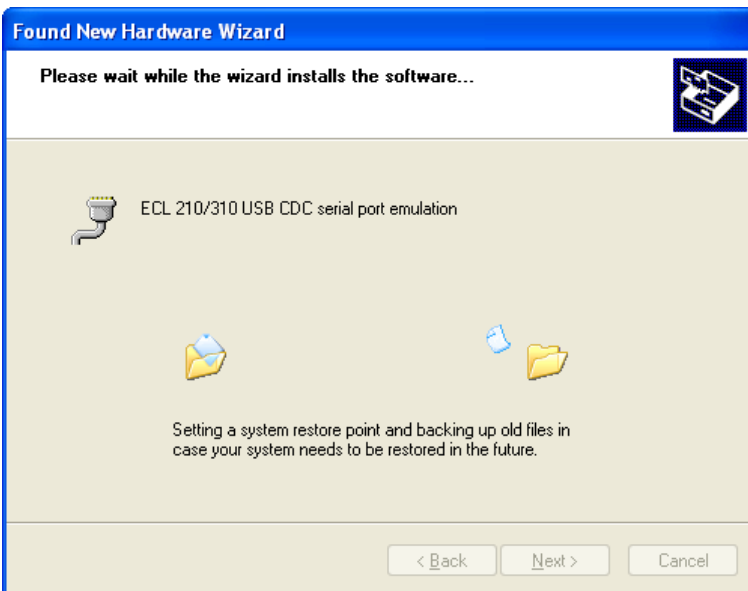 Found New Hardware Wizard
Please wait while the wizard installs the software...
ECL 210/310 USB CDC serial port emulation
Setting a system restore point and backing up old files in
case your system needs to be restored in the future.
< Back
Next >
Cancel